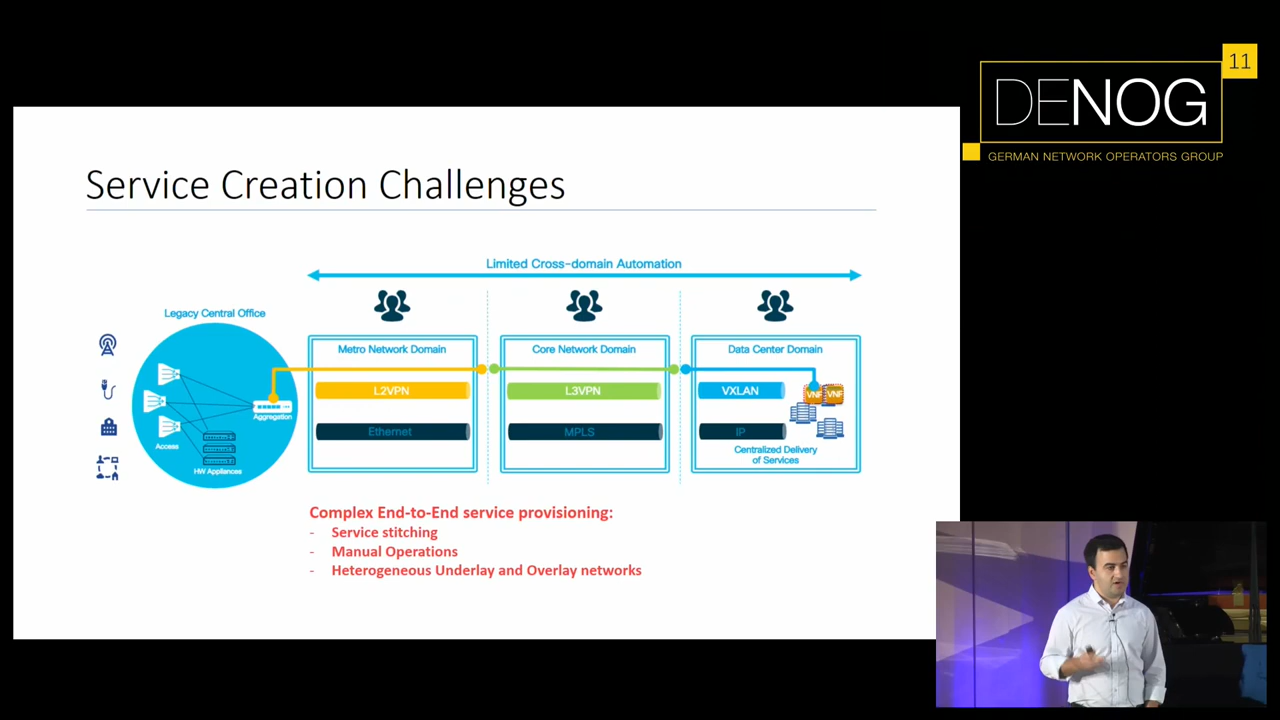 11
DENOG
GERMAN NETWORK OPERATORS GROUP
Service Creation Challenges
Limited Cross-domain Automation
Legacy Central Office
Metro Network Domain
Core Network Domain
Data Center Domain
L2VPN
L3VPN
VXLAN
VNF
VNF
Aggregation
Ethernet
MPLS
IP
Access
HW Appliances
Centralized Delivery
of Services
Complex End-to-End service provisioning:
- Service stitching
- Manual Operations
- Heterogeneous Underlay and Overlay networks